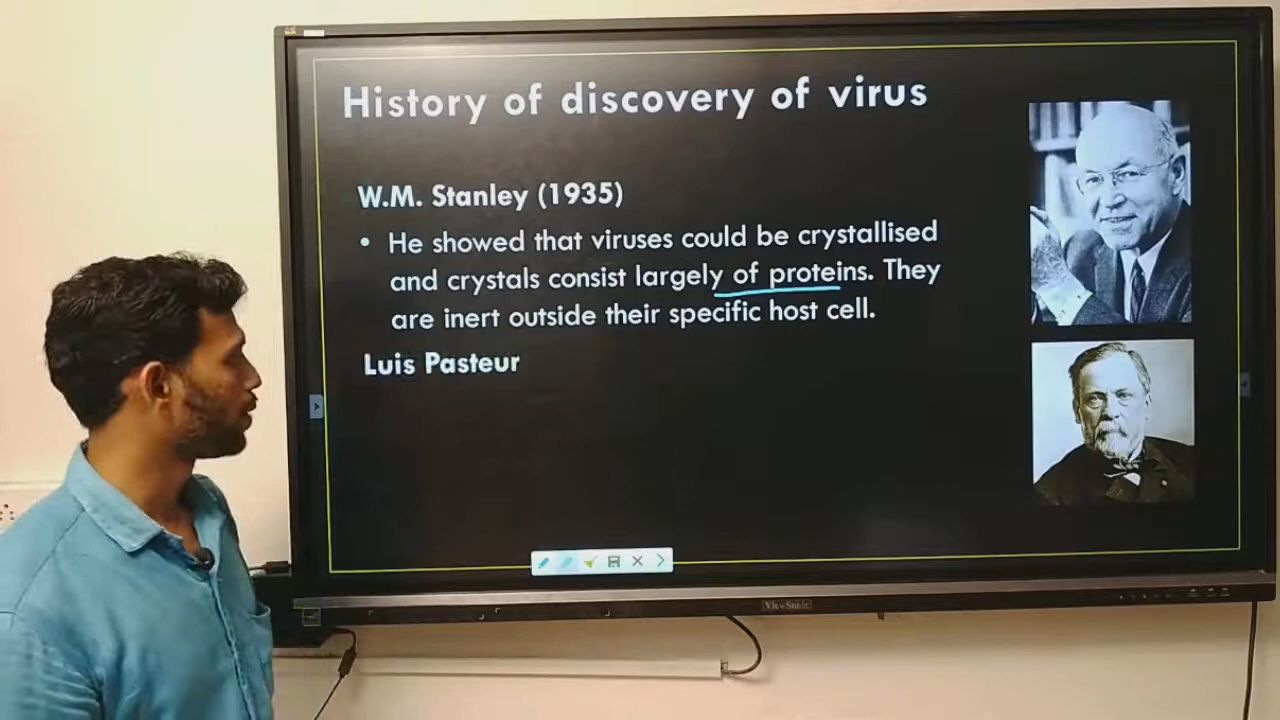 History of discovery of virus
W.M. Stanley (1935)
• He showed that viruses could be crystallised
and crystals consist largely of proteins. They
are inert outside their specific host cell.
Luis Pasteur
ViewSonic